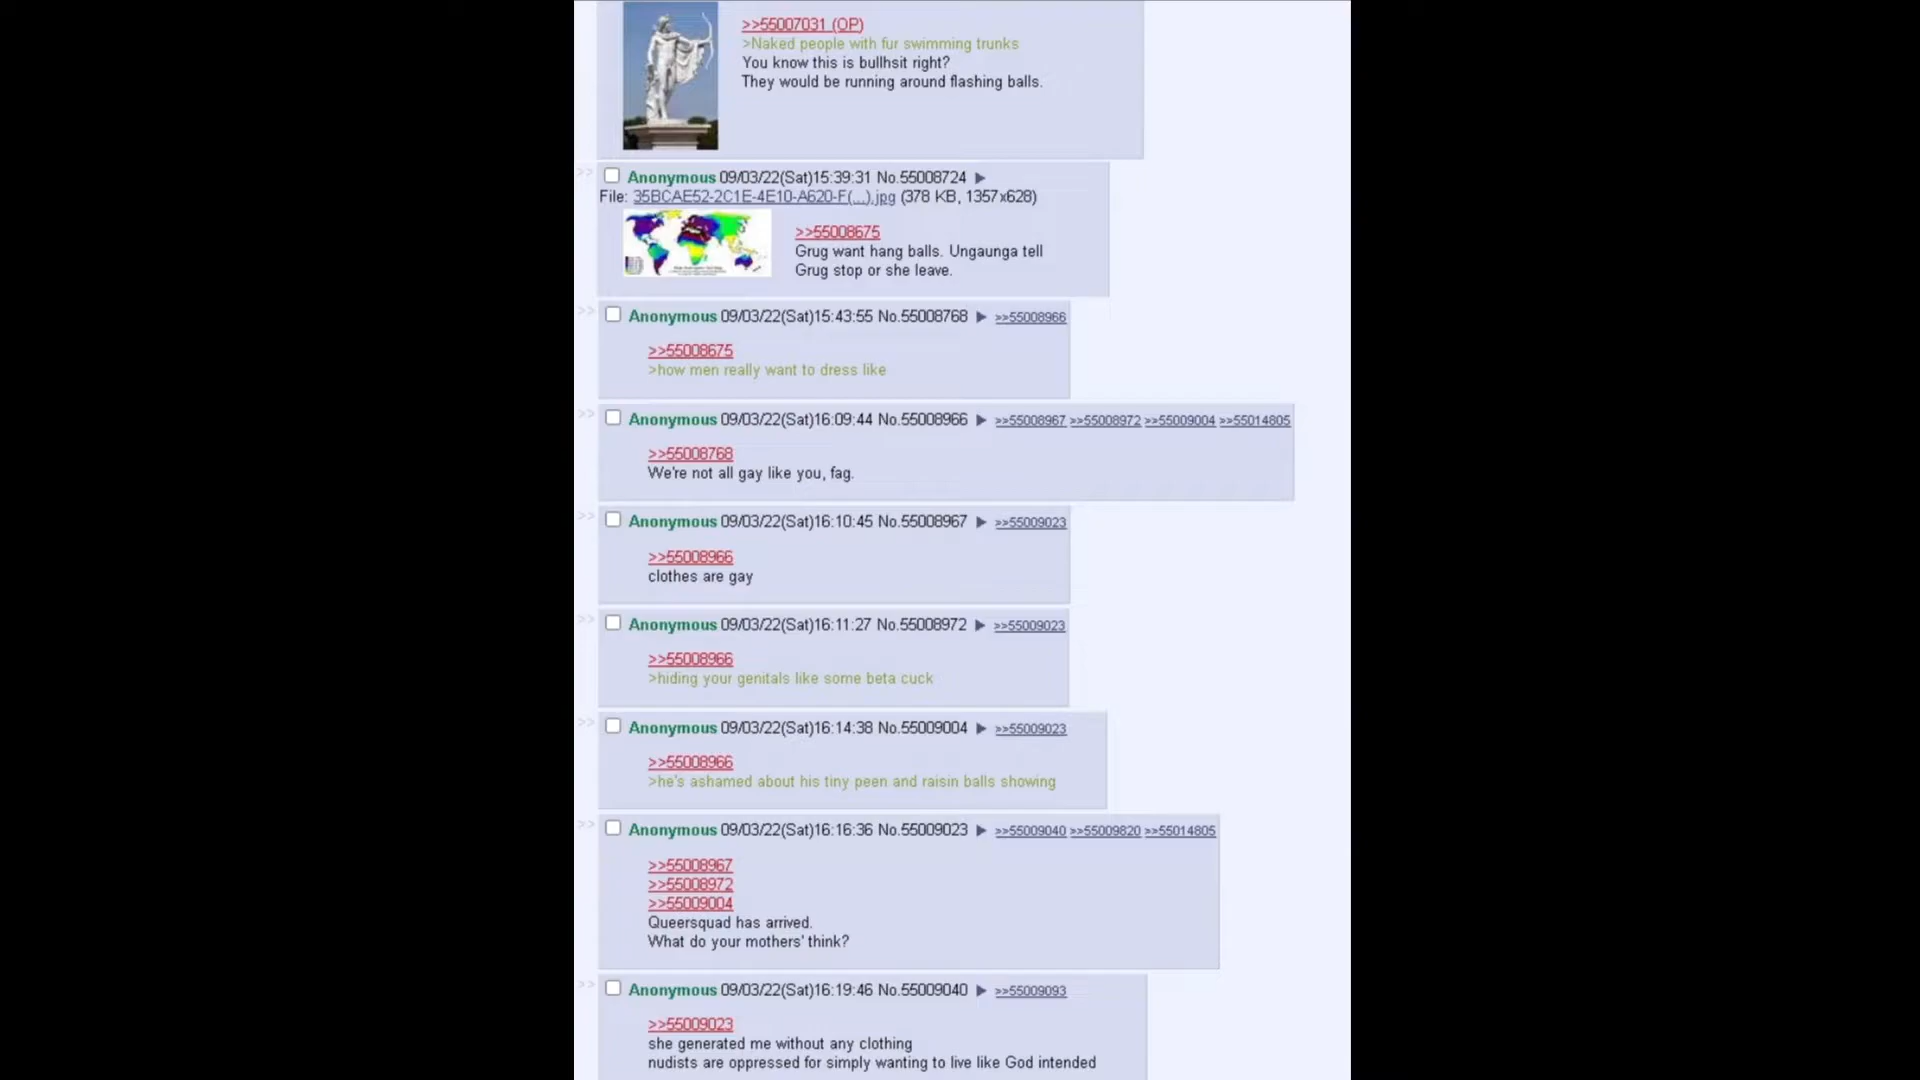 >>55007031 (OP)
>Naked people with fur swimming trunks
You know this is bullhsit right?
They would be running around flashing balls.
>> Anonymous 09/03/22(Sat)15:39:31 No.55008724 ▶
File: 35BCAE52-2C1E-4E10-A620-F(...).jpg (378 KB, 1357x628)
>>55008675
Grug want hang balls. Ungaunga tell
Grug stop or she leave.
>> Anonymous 09/03/22(Sat)15:43:55 No.55008768 ▶ >>55008966
>>55008675
>how men really want to dress like
>> Anonymous 09/03/22(Sat)16:09:44 No.55008966 ▶ >>55008967 >>55008972 >>55009004 >>55014805
>>55008768
We're not all gay like you, fag.
>> Anonymous 09/03/22(Sat)16:10:45 No.55008967 ▶ >>55009023
>>55008966
clothes are gay
>> Anonymous 09/03/22(Sat)16:11:27 No.55008972 ▶ >>55009023
>>55008966
>hiding your genitals like some beta cuck
>> Anonymous 09/03/22(Sat)16:14:38 No.55009004 ▶ >>55009023
>>55008966
>he's ashamed about his tiny peen and raisin balls showing
>> Anonymous 09/03/22(Sat)16:16:36 No.55009023 ▶ >>55009040 >>55009820 >>55014805
>>55008967
>>55008972
>>55009004
Queersquad has arrived.
What do your mothers' think?
>> Anonymous 09/03/22(Sat)16:19:46 No.55009040 ▶ >>55009093
>>55009023
she generated me without any clothing
nudists are oppressed for simply wanting to live like God intended